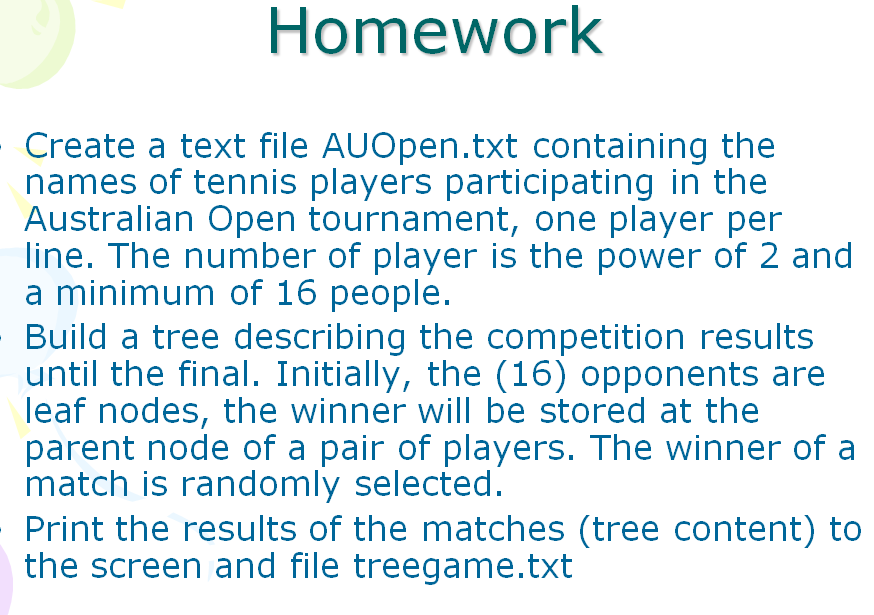 Homework
• Create a text file AUOpen.txt containing the
names of tennis players participating in the
Australian Open tournament, one player per
line. The number of player is the power of 2 and
a minimum of 16 people.
• Build a tree describing the competition results
until the final. Initially, the (16) opponents are
leaf nodes, the winner will be stored at the
parent node of a pair of players. The winner of a
match is randomly selected.
• Print the results of the matches (tree content) to
the screen and file treegame.txt